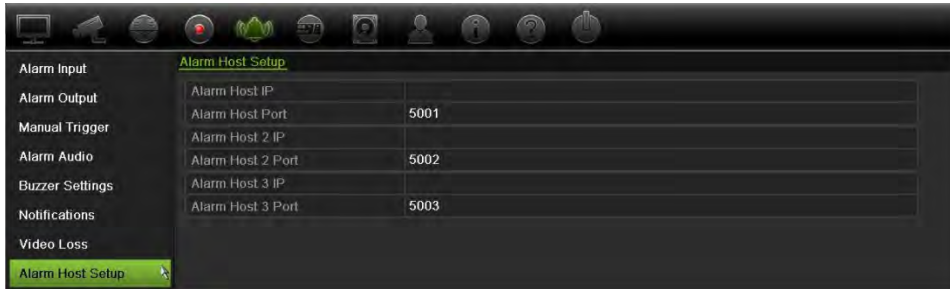 Alarm Input
Alarm Output
Manual Trigger
Alarm Audio
Buzzer Settings
Notifications
Video Loss
Alarm Host Setup
Alarm Host Setup
Alarm Host IP
Alarm Host Port 5001
Alarm Host 2 IP
Alarm Host 2 Port 5002
Alarm Host 3 IP
Alarm Host 3 Port 5003